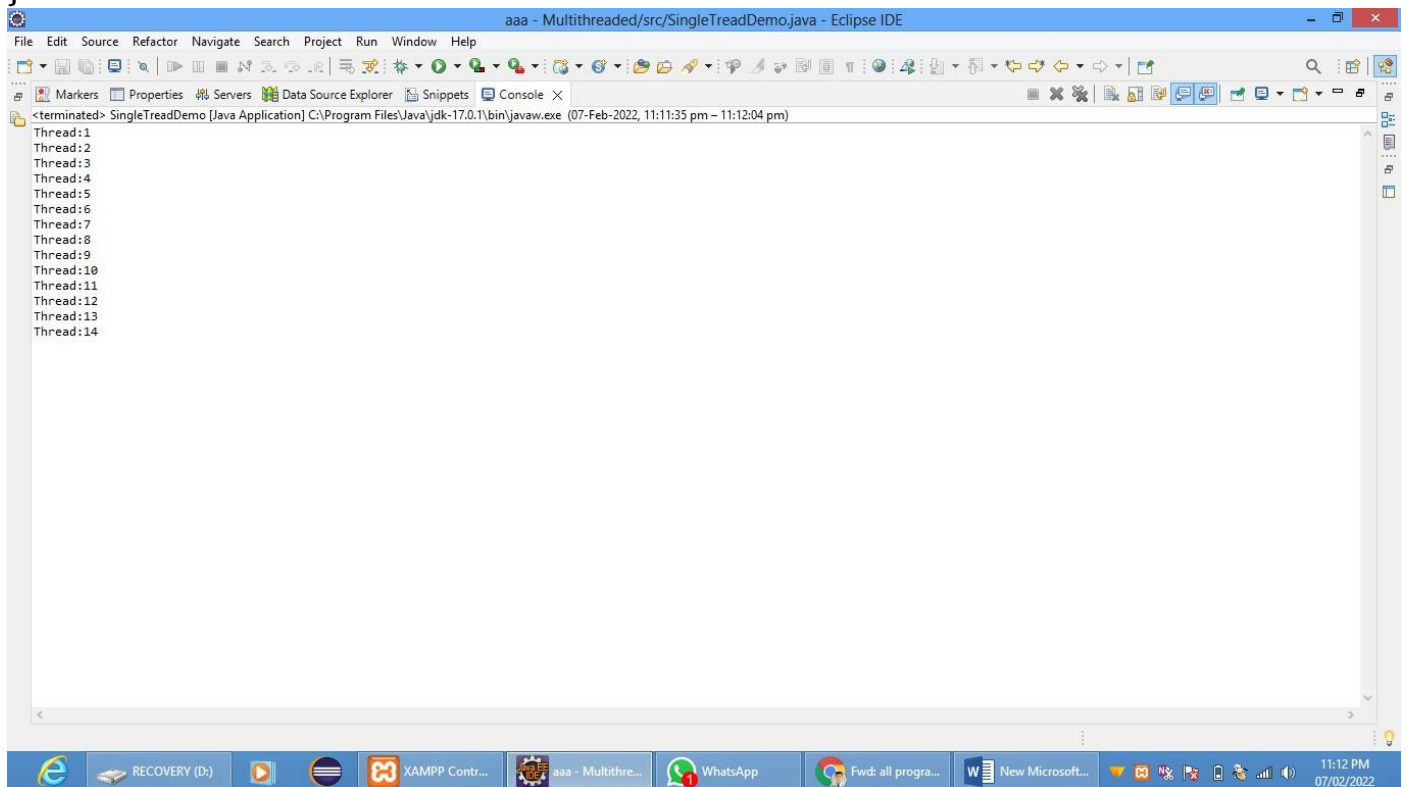 }
aaa - Multithreaded/src/SingleTreadDemo.java - Eclipse IDE
File Edit Source Refactor Navigate Search Project Run Window Help
Markers Properties Servers Data Source Explorer Snippets Console
<terminated> SingleTreadDemo [Java Application] C:\Program Files\Java\jdk-17.0.1\bin\javaw.exe (07-Feb-2022, 11:11:35 pm – 11:12:04 pm)
Thread:1
Thread:2
Thread:3
Thread:4
Thread:5
Thread:6
Thread:7
Thread:8
Thread:9
Thread:10
Thread:11
Thread:12
Thread:13
Thread:14
RECOVERY (D:) XAMPP Contr... aaa - Multithre... WhatsApp Fwd: all progra... New Microsoft... 11:12 PM
07/02/2022